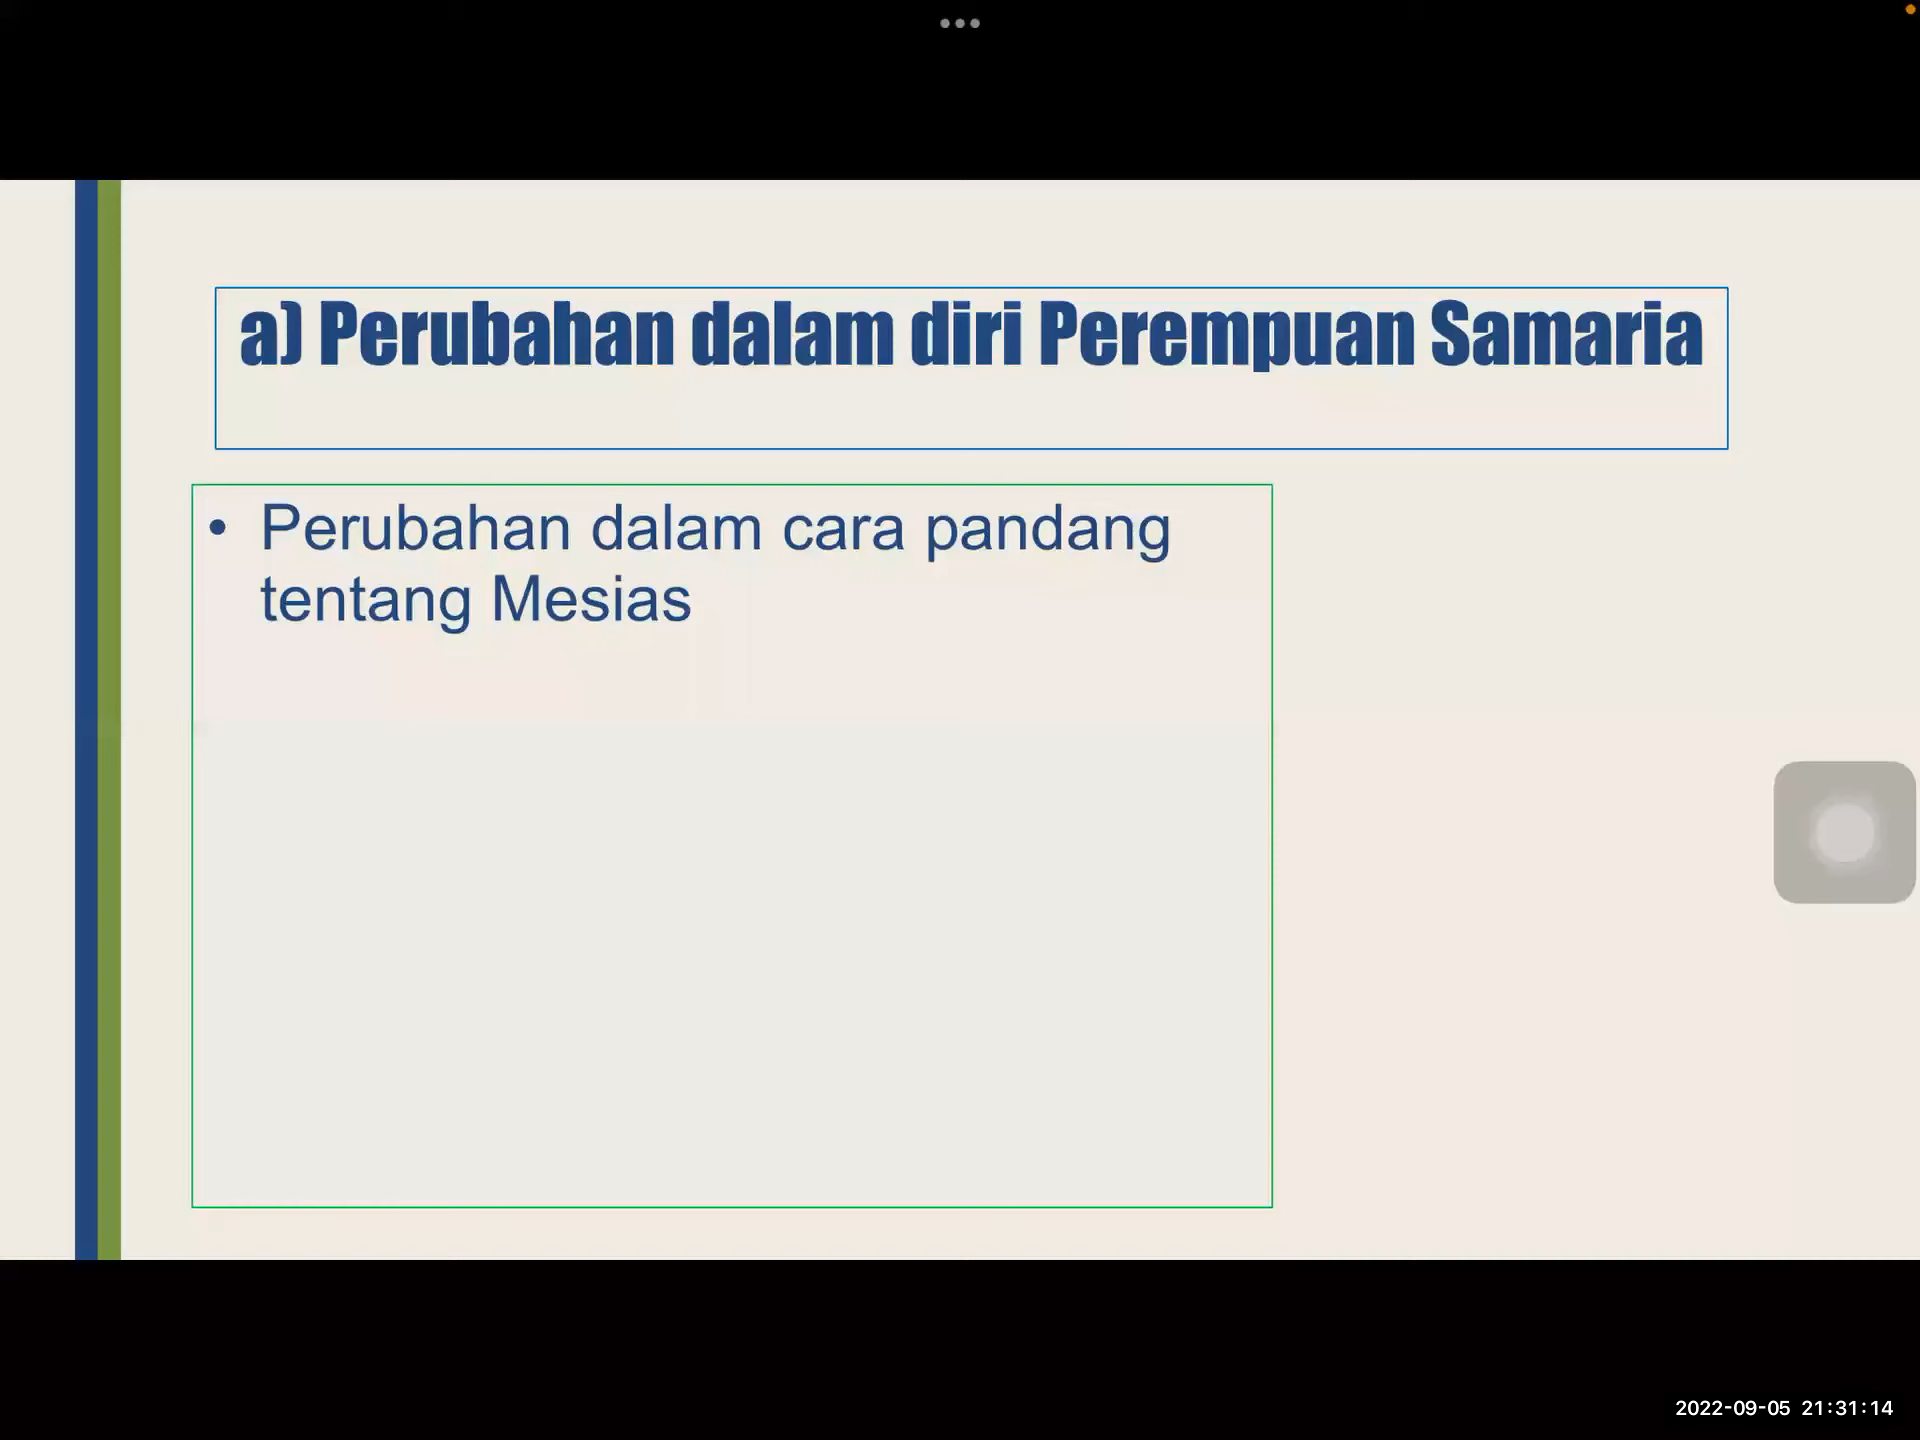 a) Perubahan dalam diri Perempuan Samaria
• Perubahan dalam cara pandang
tentang Mesias
2022-09-05 21:31:14